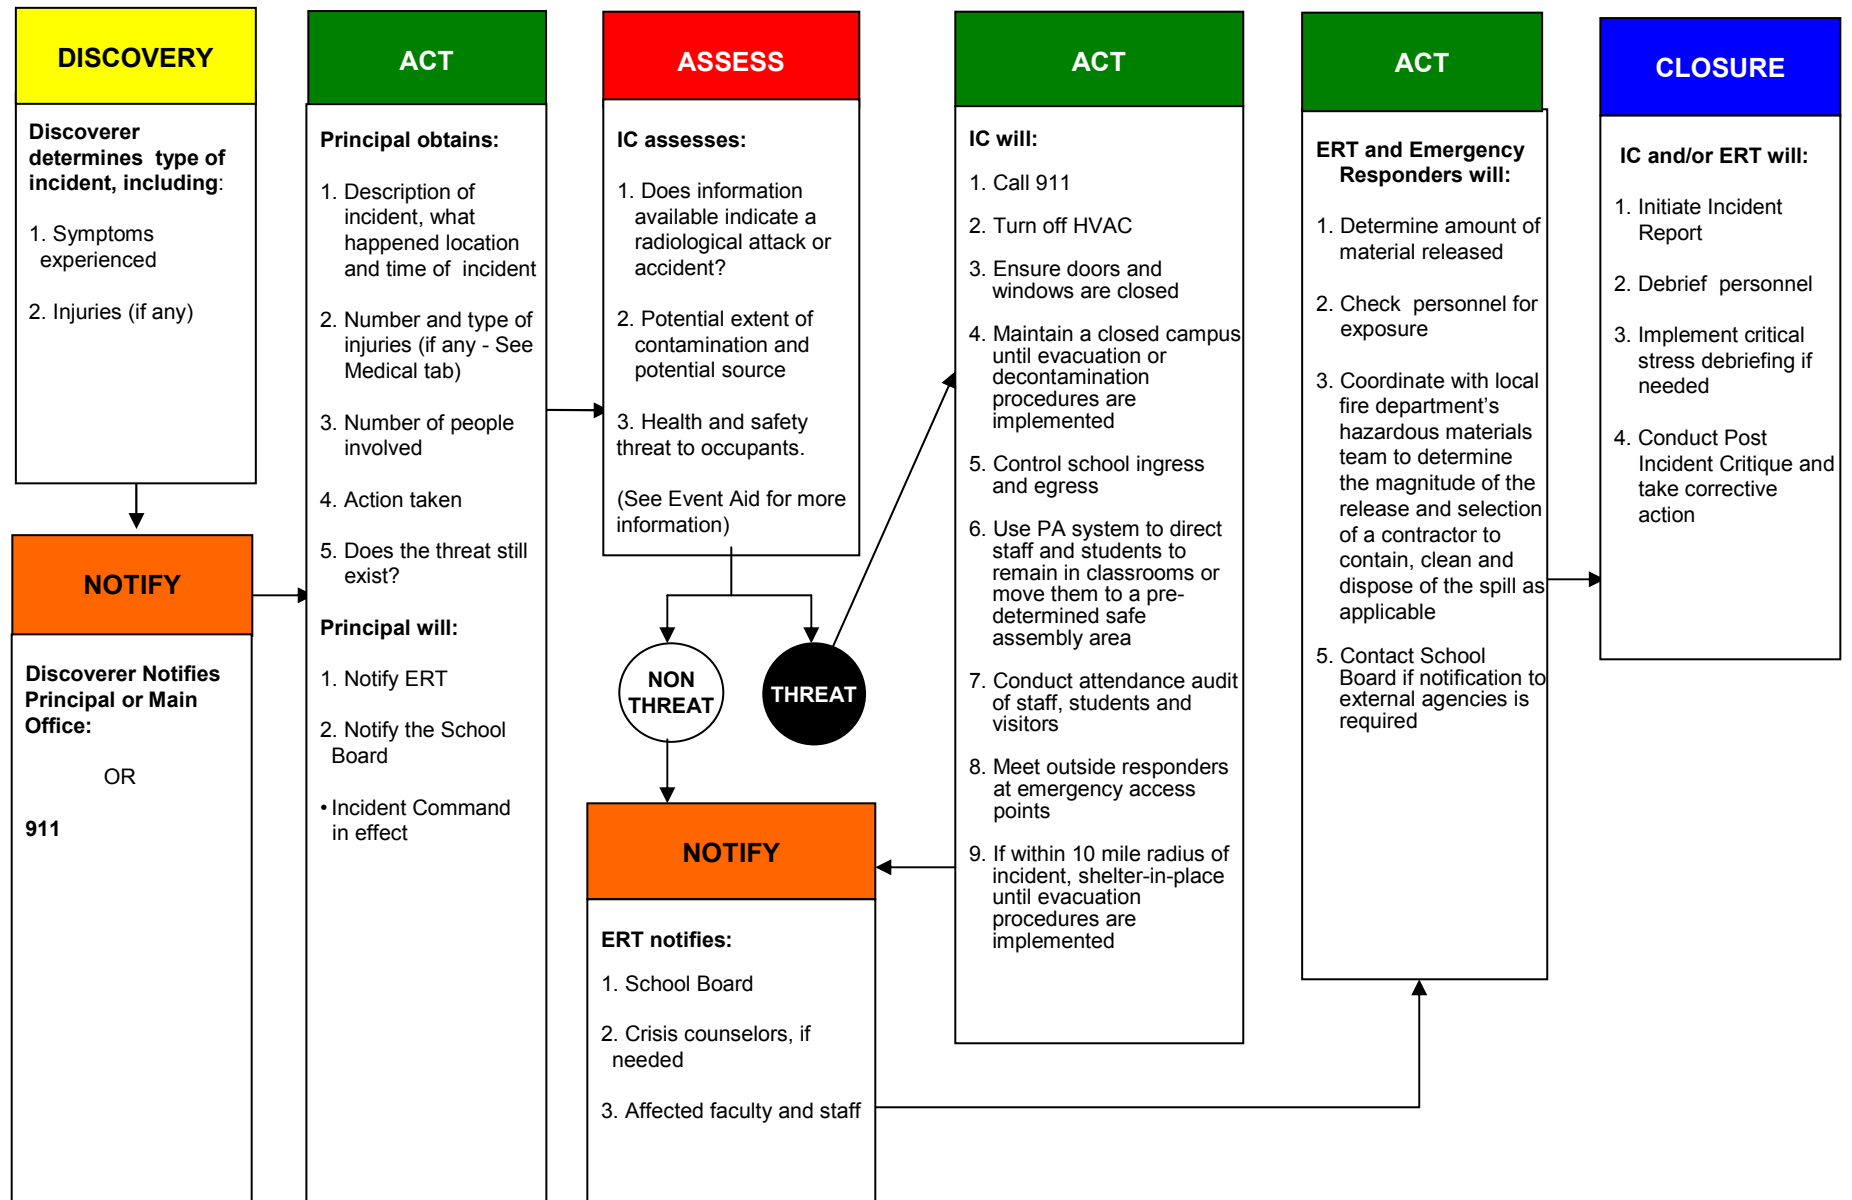 DISCOVERY
Discoverer
determines type of
incident, including:
1. Symptoms
experienced
2. Injuries (if any)
NOTIFY
Discoverer Notifies
Principal or Main
Office:
OR
911
ACT
Principal obtains:
1. Description of
incident, what
happened location
and time of incident
2. Number and type of
injuries (if any - See
Medical tab)
3. Number of people
involved
4. Action taken
5. Does the threat still
exist?
Principal will:
1. Notify ERT
2. Notify the School
Board
• Incident Command
in effect
ASSESS
IC assesses:
1. Does information
available indicate a
radiological attack or
accident?
2. Potential extent of
contamination and
potential source
3. Health and safety
threat to occupants.
(See Event Aid for more
information)
NON
THREAT
THREAT
NOTIFY
ERT notifies:
1. School Board
2. Crisis counselors, if
needed
3. Affected faculty and staff
ACT
IC will:
1. Call 911
2. Turn off HVAC
3. Ensure doors and
windows are closed
4. Maintain a closed campus
until evacuation or
decontamination
procedures are
implemented
5. Control school ingress
and egress
6. Use PA system to direct
staff and students to
remain in classrooms or
move them to a pre-
determined safe
assembly area
7. Conduct attendance audit
of staff, students and
visitors
8. Meet outside responders
at emergency access
points
9. If within 10 mile radius of
incident, shelter-in-place
until evacuation
procedures are
implemented
ACT
ERT and Emergency
Responders will:
1. Determine amount of
material released
2. Check personnel for
exposure
3. Coordinate with local
fire department's
hazardous materials
team to determine
the magnitude of the
release and selection
of a contractor to
contain, clean and
dispose of the spill as
applicable
5. Contact School
Board if notification to
external agencies is
required
CLOSURE
IC and/or ERT will:
1. Initiate Incident
Report
2. Debrief personnel
3. Implement critical
stress debriefing if
needed
4. Conduct Post
Incident Critique and
take corrective
action